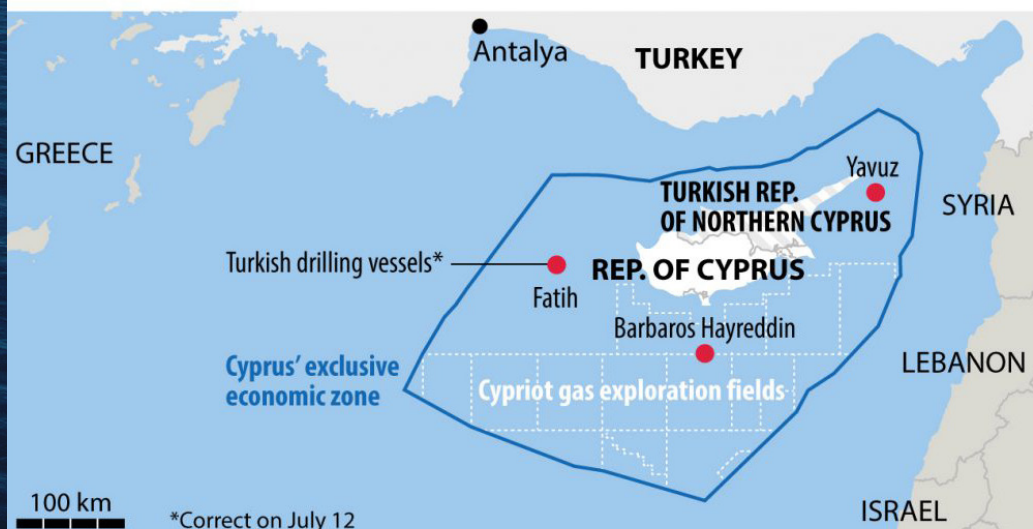 Antalya
TURKEY
GREECE
Yavuz
TURKISH REP.
OF NORTHERN CYPRUS
SYRIA
Turkish drilling vessels*
REP. OF CYPRUS
Fatih
Barbaros Hayreddin
Cyprus’ exclusive
economic zone
LEBANON
Cypriot gas exploration fields
100 km
*Correct on July 12
ISRAEL